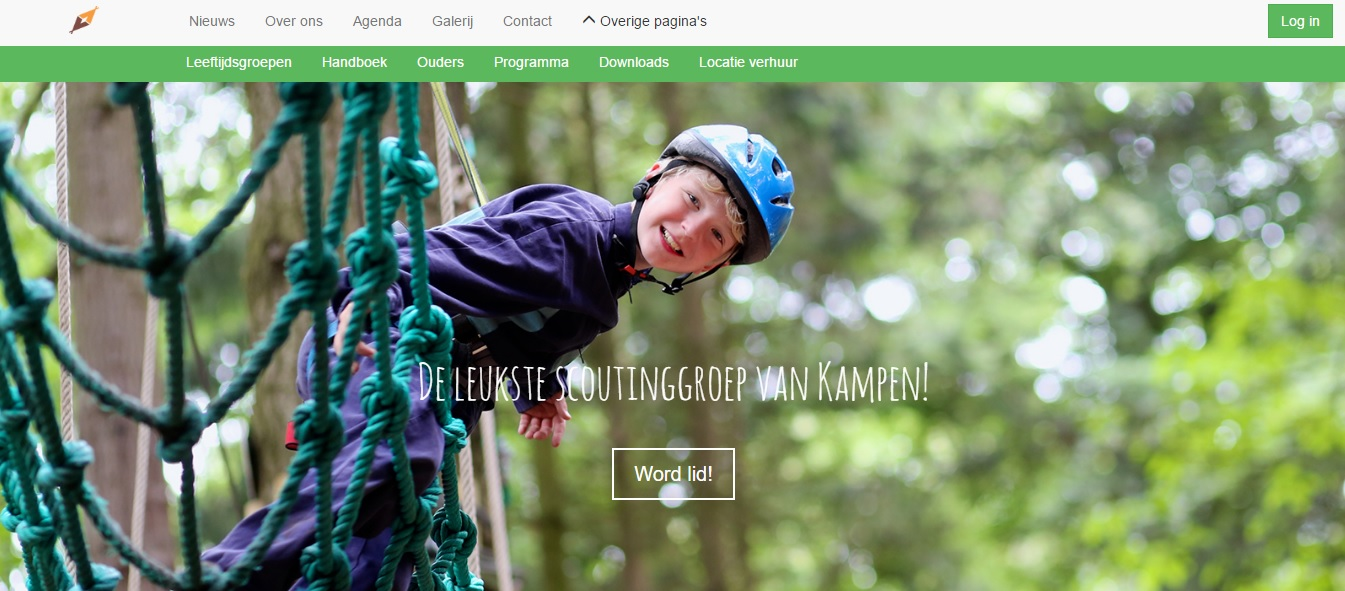 Nieuws Over ons Agenda Galerij Contact Overige pagina's Log in
Leeftijdsgroepen Handboek Ouders Programma Downloads Locatie verhuur
De leukste scoutinggroep van Kampen!
Word lid!